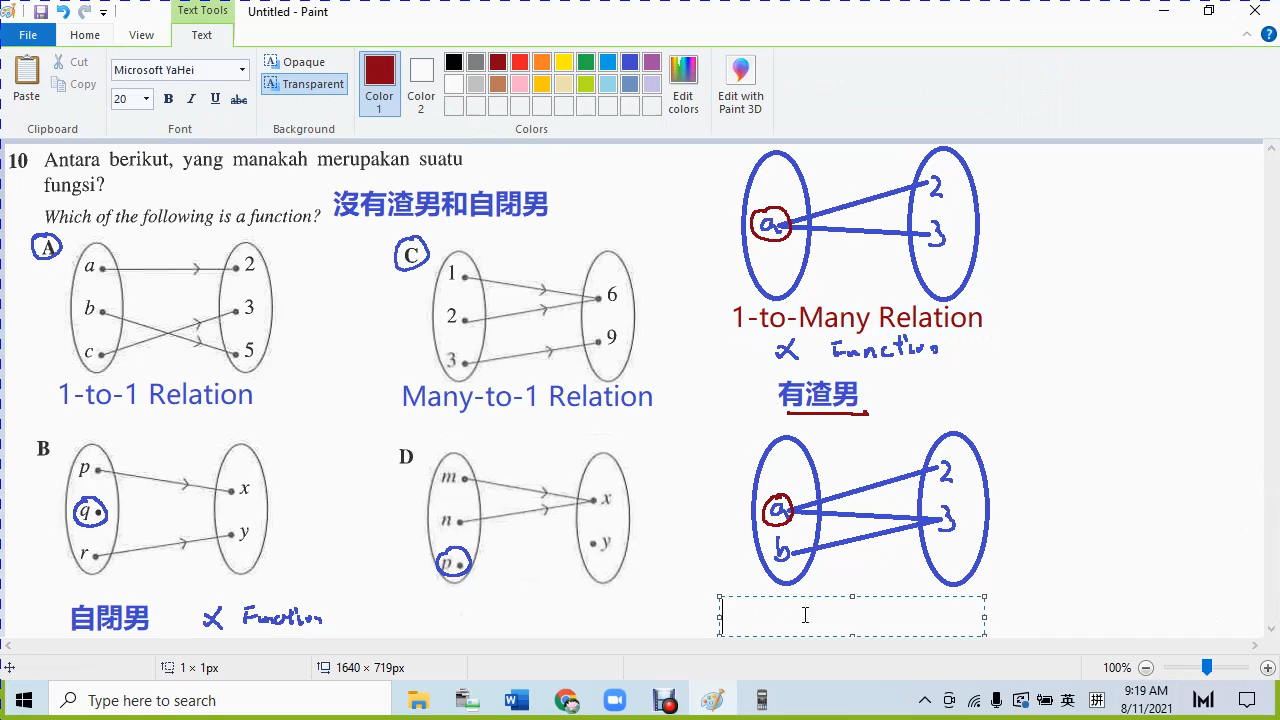 Text Tools
Untitled - Paint
File
Home
View
Text
Paste
Cut
Copy
Clipboard
Microsoft YaHei
20
B I U abc
Font
Opaque
Transparent
Background
Color 1
Color 2
Colors
Edit colors
Edit with Paint 3D
10 Antara berikut, yang manakah merupakan suatu
fungsi?
Which of the following is a function?
沒有渣男和自閉男
A
a
b
c
2
3
5
1-to-1 Relation
C
1
2
3
6
9
Many-to-1 Relation
a
2
3
1-to-Many Relation
Function
有渣男
B
p
q
r
x
y
自閉男
Function
D
m
n
p
x
y
a
b
2
3
1 × 1px
1640 × 719px
100%
Type here to search
英
拼
9:19 AM
8/11/2021